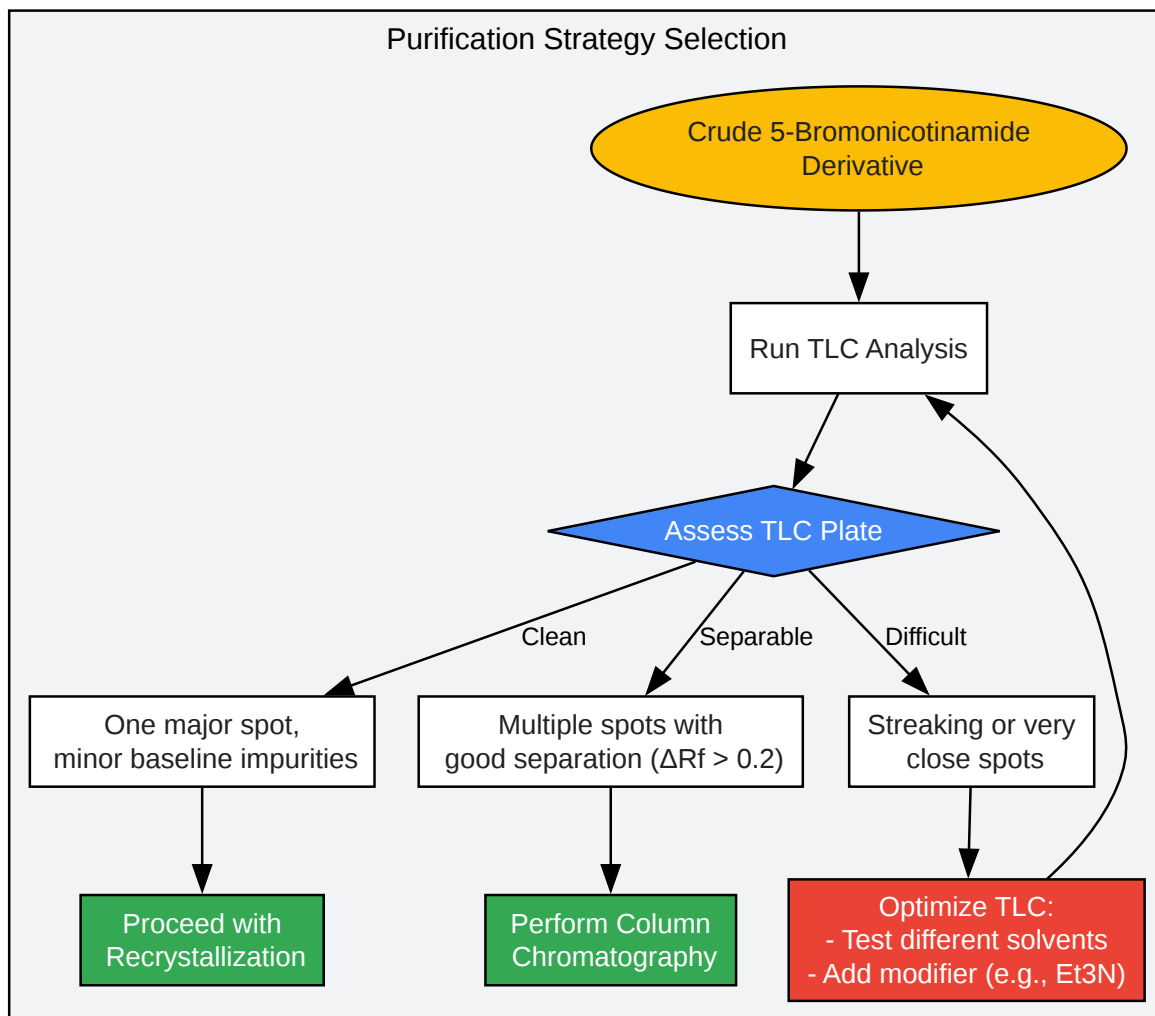 Purification Strategy Selection
Crude 5-Bromonicotinamide
Derivative
Run TLC Analysis
Assess TLC Plate
Clean
Separable
Difficult
One major spot,
minor baseline impurities
Multiple spots with
good separation (ΔRf > 0.2)
Streaking or very
close spots
Proceed with
Recrystallization
Perform Column
Chromatography
Optimize TLC:
- Test different solvents
- Add modifier (e.g., Et3N)